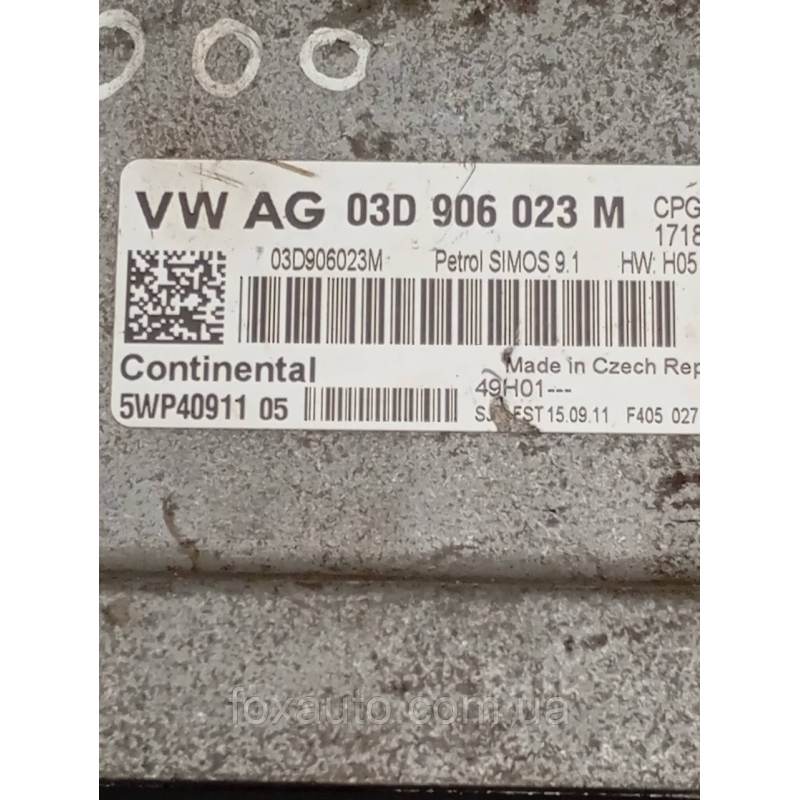 000
VW AG 03D 906 023 M CPG
1718
03D906023M Petrol SIMOS 9.1 HW: H05
Continental Made in Czech Rep
49H01---
5WP40911 05 15.09.11 F405 027
foxauto.com.ua